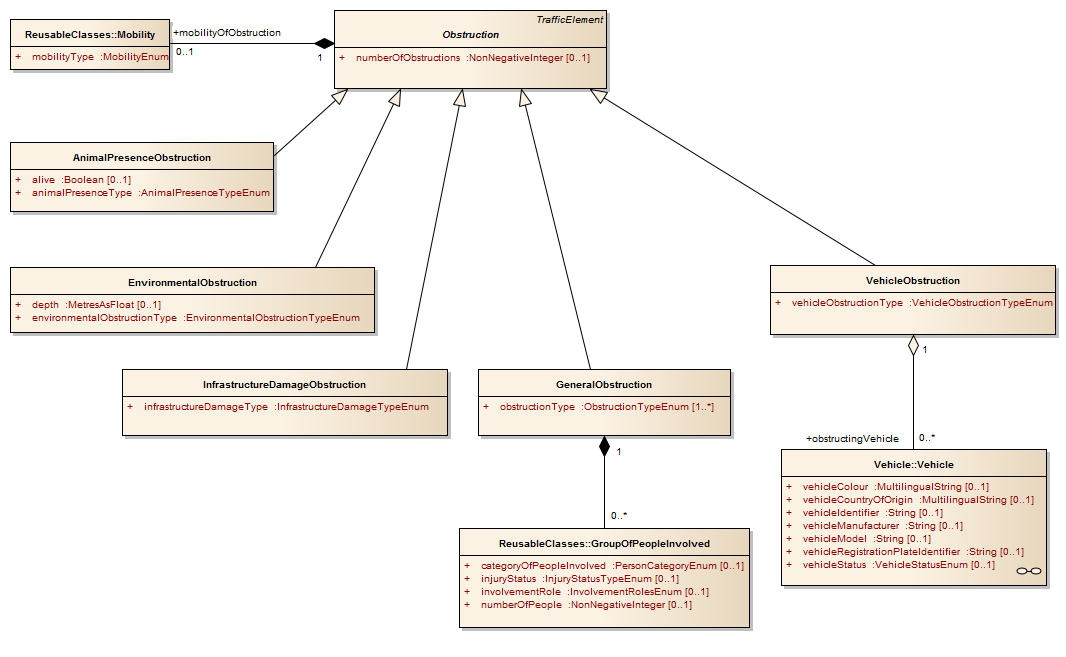 TrafficElement
Obstruction
+ numberOfObstructions :NonNegativeInteger [0..1]
ReusableClasses::Mobility
+ mobilityType :MobilityEnum
+mobilityOfObstruction
0..1
1
AnimalPresenceObstruction
+ alive :Boolean [0..1]
+ animalPresenceType :AnimalPresenceTypeEnum
EnvironmentalObstruction
+ depth :MetresAsFloat [0..1]
+ environmentalObstructionType :EnvironmentalObstructionTypeEnum
VehicleObstruction
+ vehicleObstructionType :VehicleObstructionTypeEnum
1
InfrastructureDamageObstruction
+ infrastructureDamageType :InfrastructureDamageTypeEnum
GeneralObstruction
+ obstructionType :ObstructionTypeEnum [1..*]
1
+obstructingVehicle
0..*
Vehicle::Vehicle
+ vehicleColour :MultilingualString [0..1]
+ vehicleCountryOfOrigin :MultilingualString [0..1]
+ vehicleIdentifier :String [0..1]
+ vehicleManufacturer :String [0..1]
+ vehicleModel :String [0..1]
+ vehicleRegistrationPlateIdentifier :String [0..1]
+ vehicleStatus :VehicleStatusEnum [0..1]
0..*
ReusableClasses::GroupOfPeopleInvolved
+ categoryOfPeopleInvolved :PersonCategoryEnum [0..1]
+ injuryStatus :InjuryStatusTypeEnum [0..1]
+ involvementRole :InvolvementRolesEnum [0..1]
+ numberOfPeople :NonNegativeInteger [0..1]